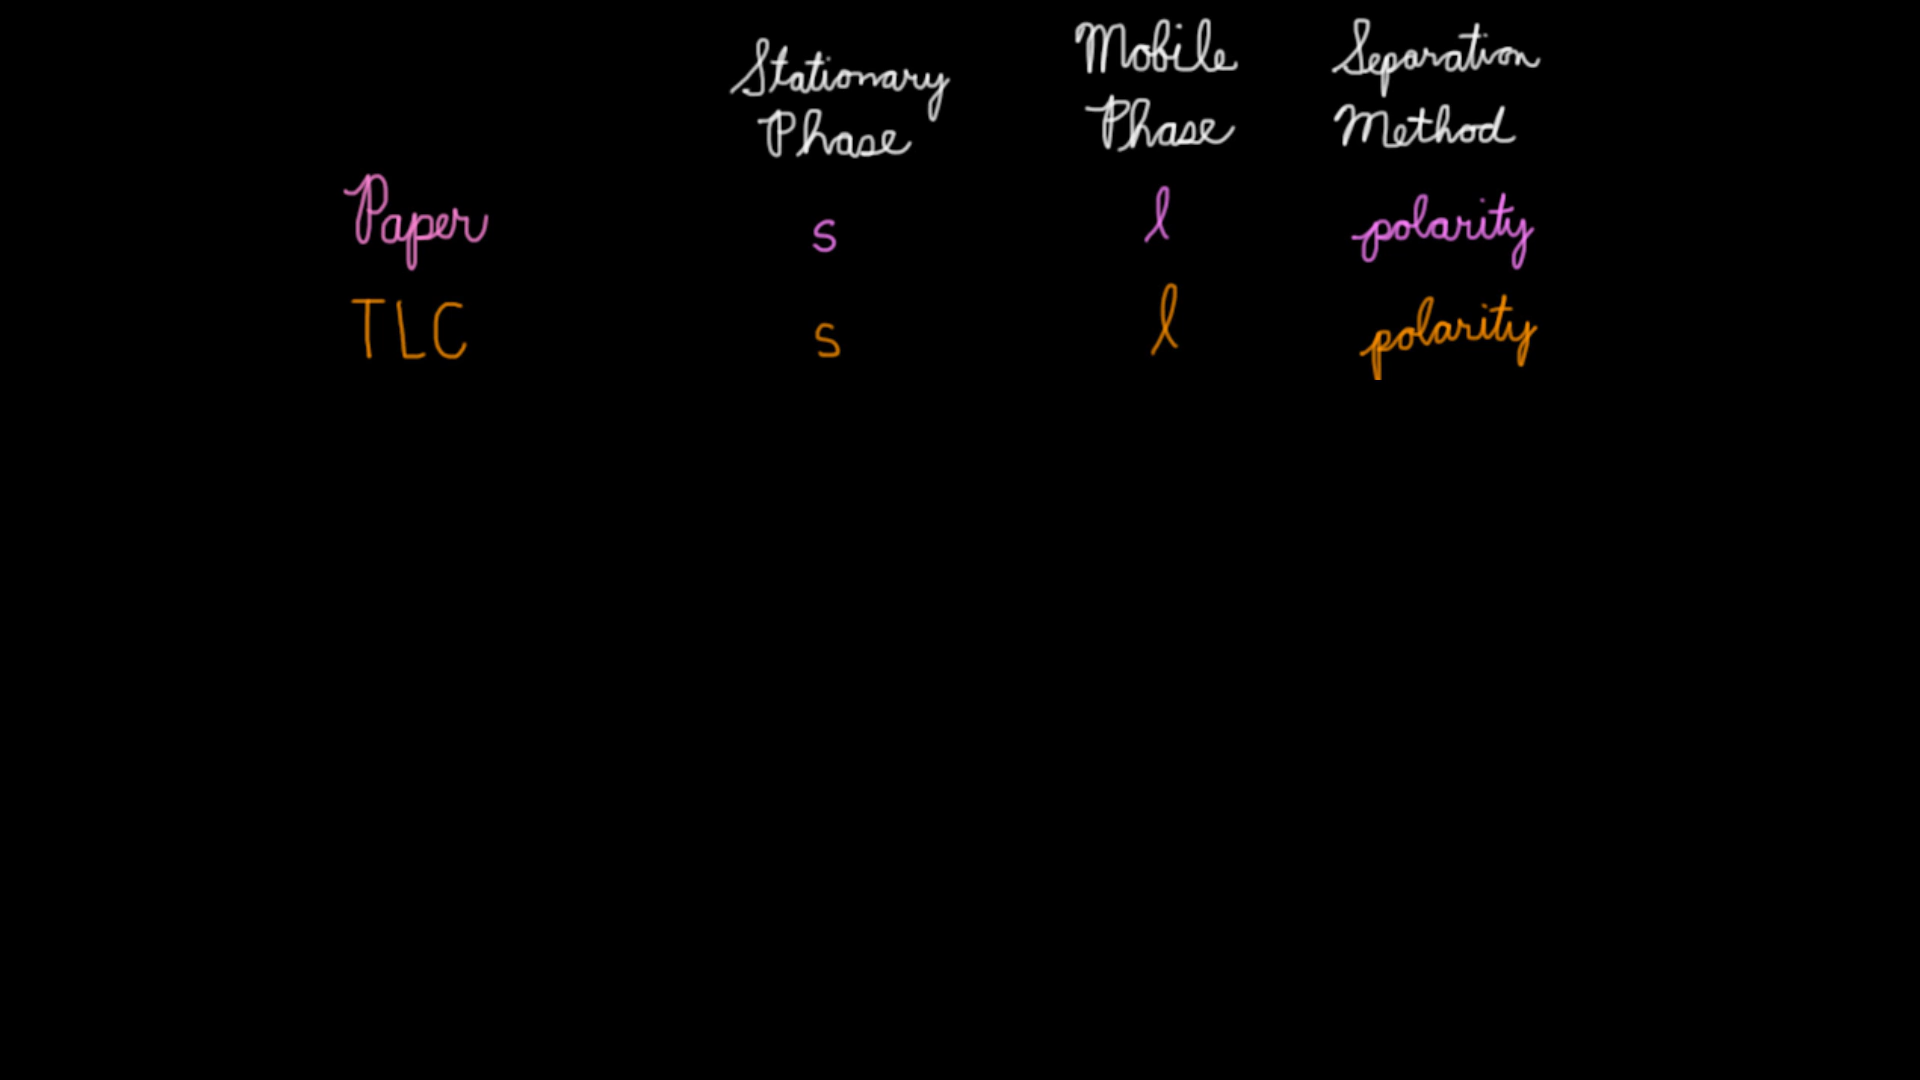 Stationary Phase
Mobile Phase
Separation Method
Paper s l polarity
TLC s l polarity